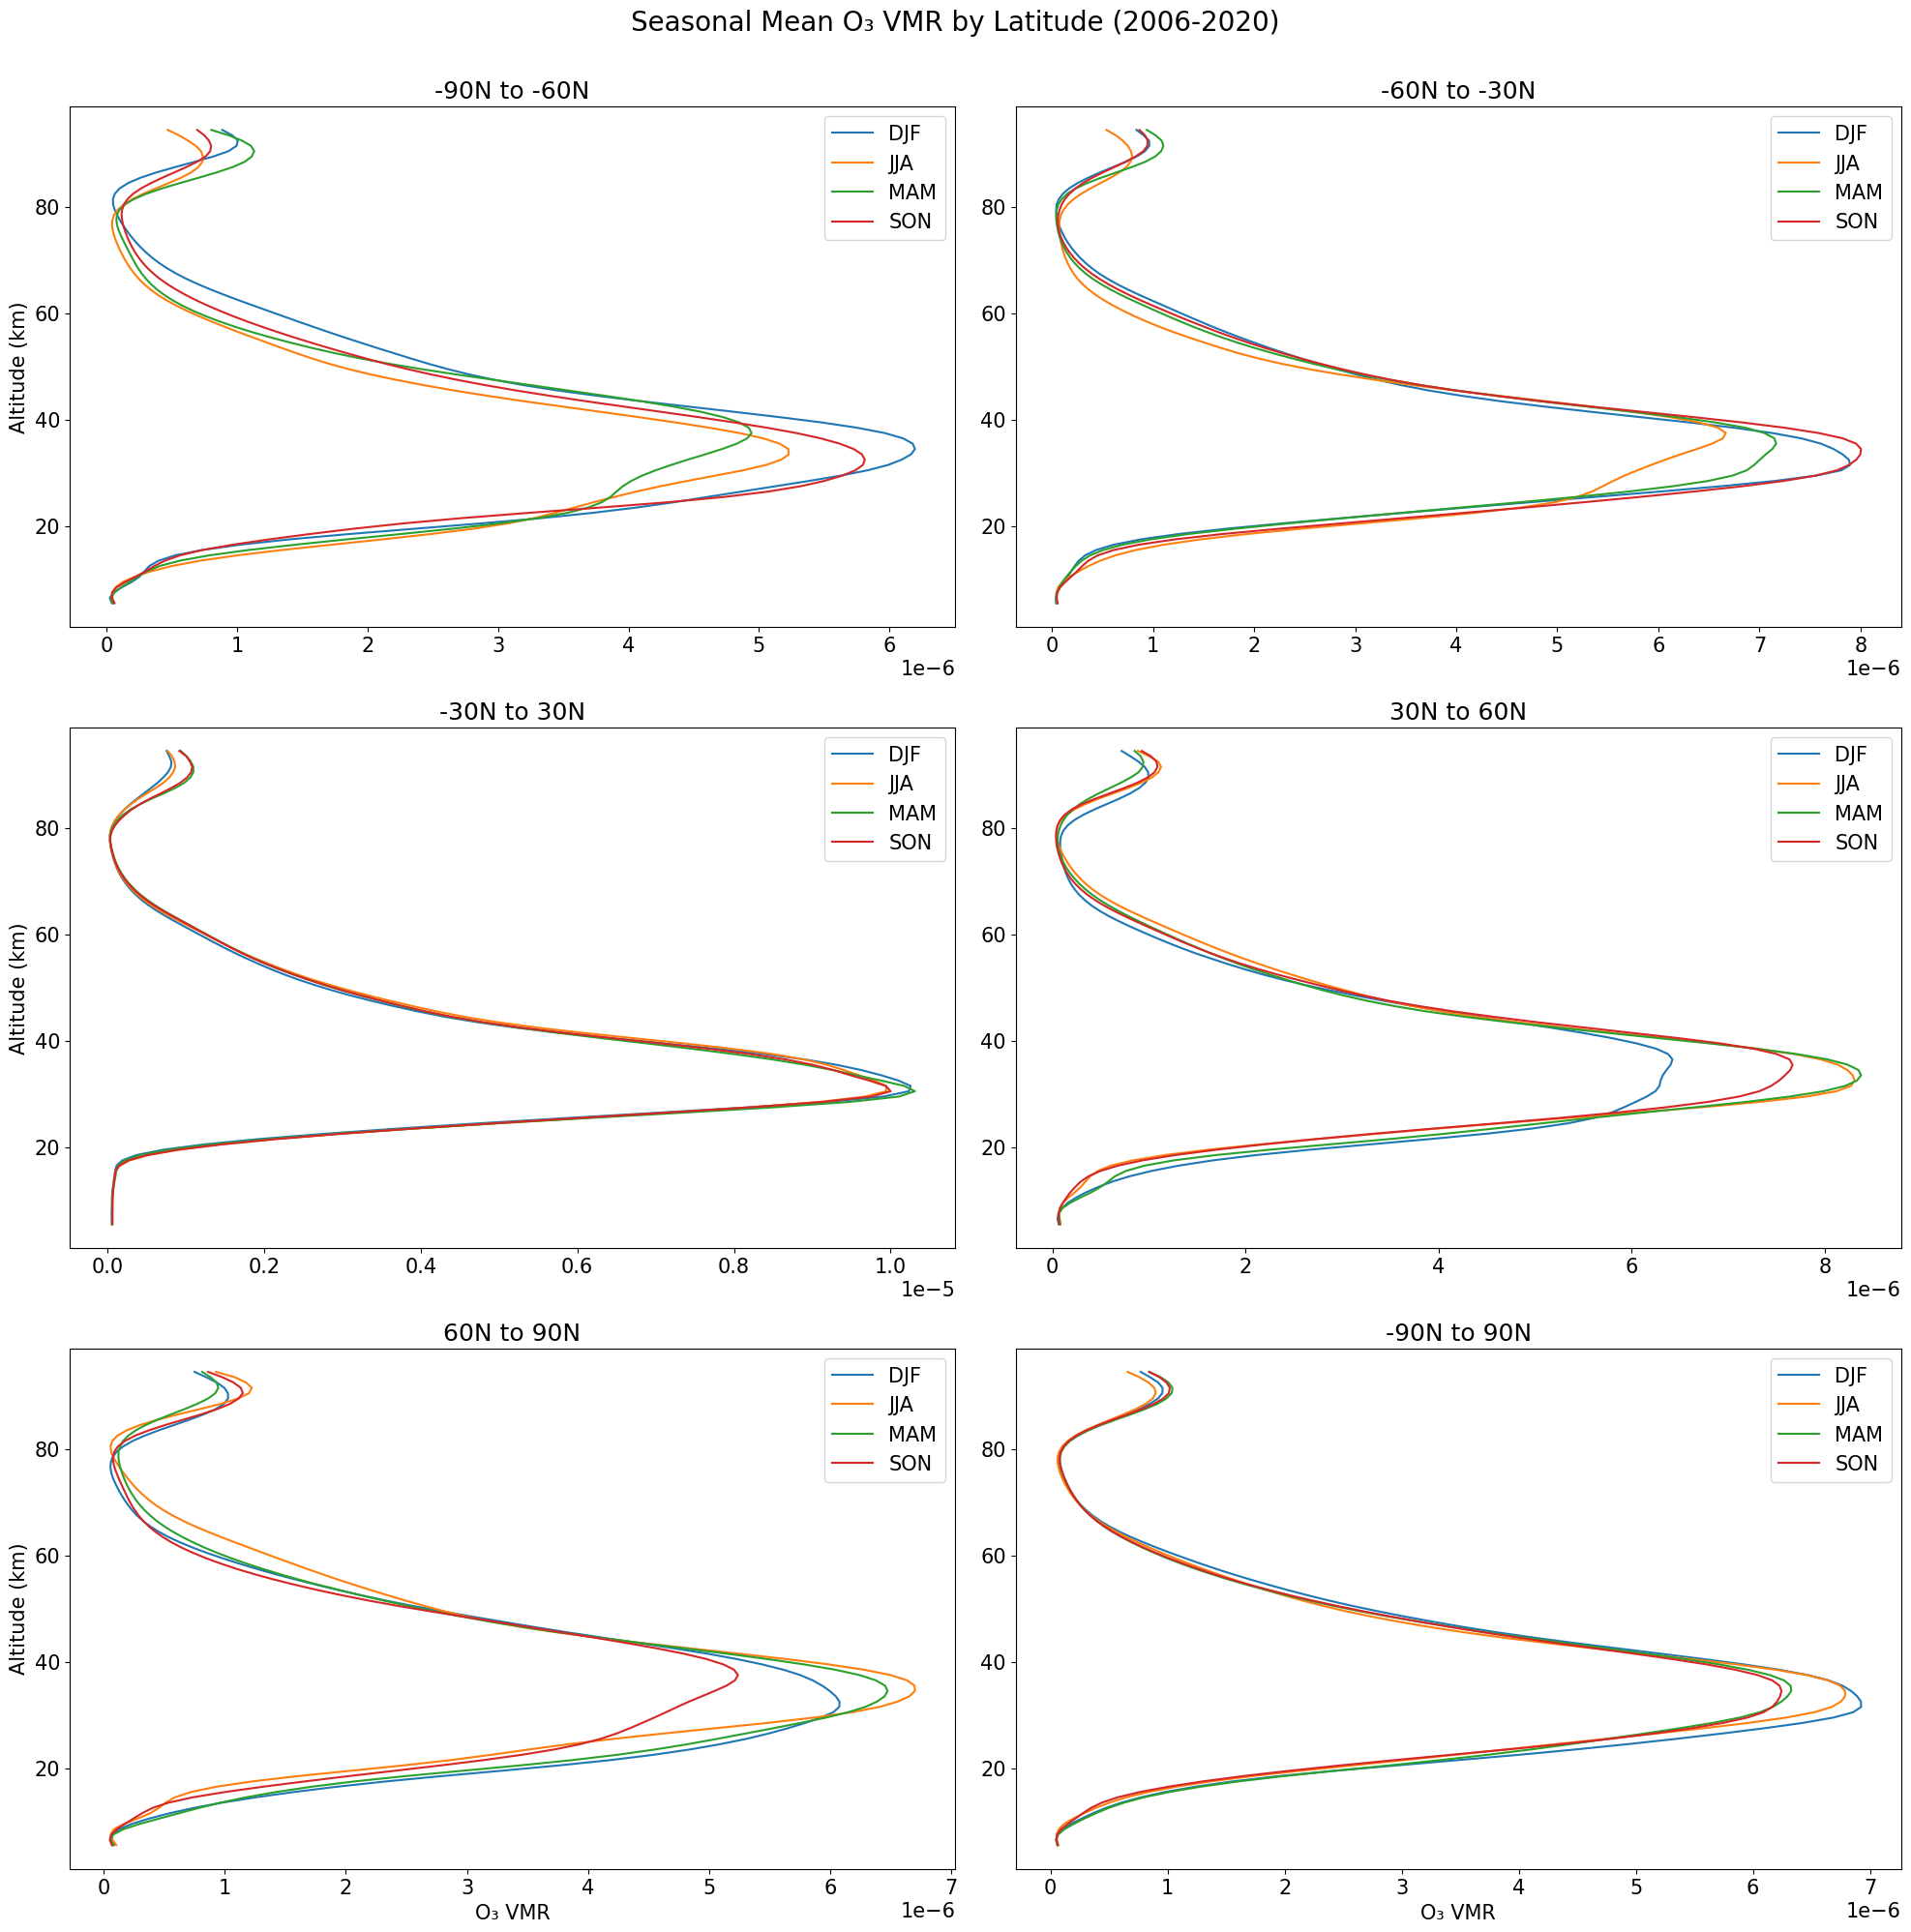 Seasonal Mean O₃ VMR by Latitude (2006-2020)
-90N to -60N
DJF
JJA
MAM
SON
80
60
40
20
Altitude (km)
0 1 2 3 4 5 6
1e−6
-60N to -30N
DJF
JJA
MAM
SON
80
60
40
20
0 1 2 3 4 5 6 7 8
1e−6
-30N to 30N
DJF
JJA
MAM
SON
80
60
40
20
Altitude (km)
0.0 0.2 0.4 0.6 0.8 1.0
1e−5
30N to 60N
DJF
JJA
MAM
SON
80
60
40
20
0 2 4 6 8
1e−6
60N to 90N
DJF
JJA
MAM
SON
80
60
40
20
Altitude (km)
0 1 2 3 4 5 6 7
1e−6
O₃ VMR
-90N to 90N
DJF
JJA
MAM
SON
80
60
40
20
0 1 2 3 4 5 6 7
1e−6
O₃ VMR